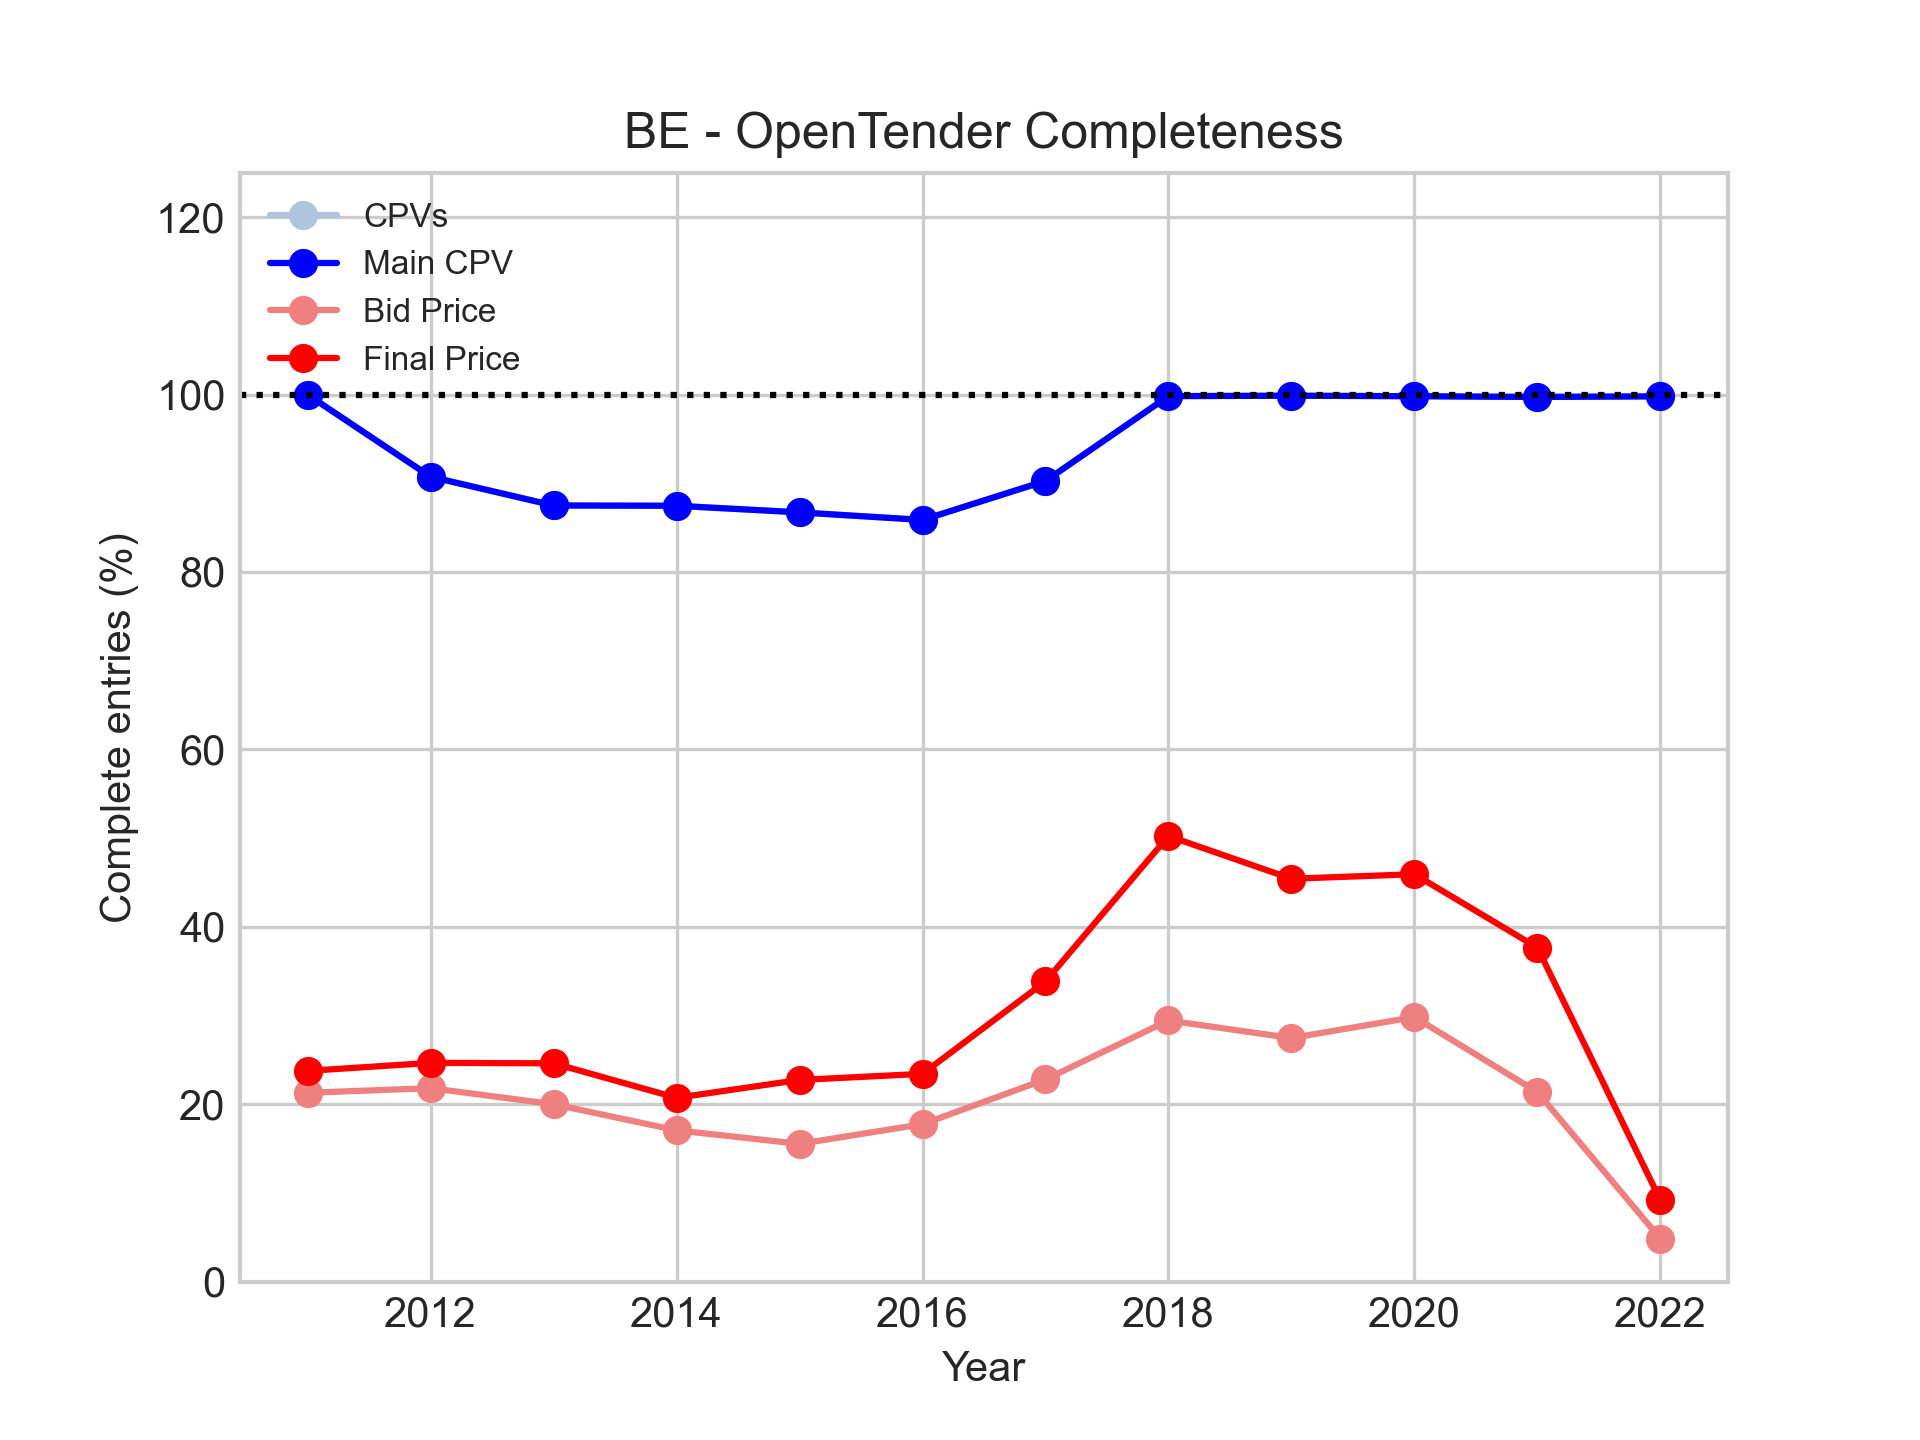 BE - OpenTender Completeness
CPVs
Main CPV
Bid Price
Final Price
120
100
80
60
40
20
0
Complete entries (%)
2012 2014 2016 2018 2020 2022
Year